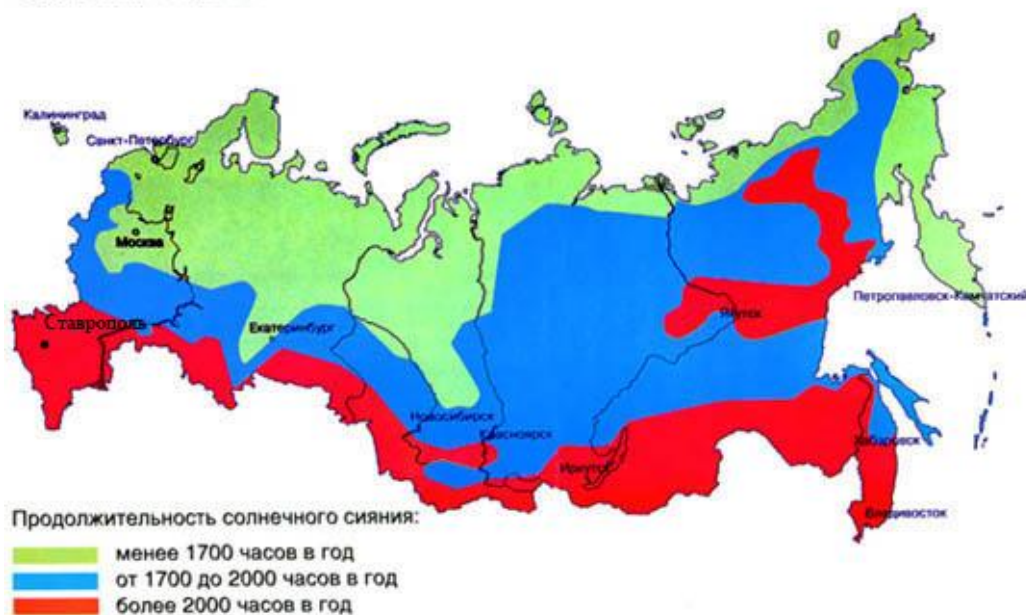 Калининград
Санкт-Петербург
Москва
Петропавловск-Камчатский
Ставрополь
Якутск
Екатеринбург
Новосибирск
Красноярск
Хабаровск
Иркутск
Владивосток
Продолжительность солнечного сияния:
менее 1700 часов в год
от 1700 до 2000 часов в год
более 2000 часов в год